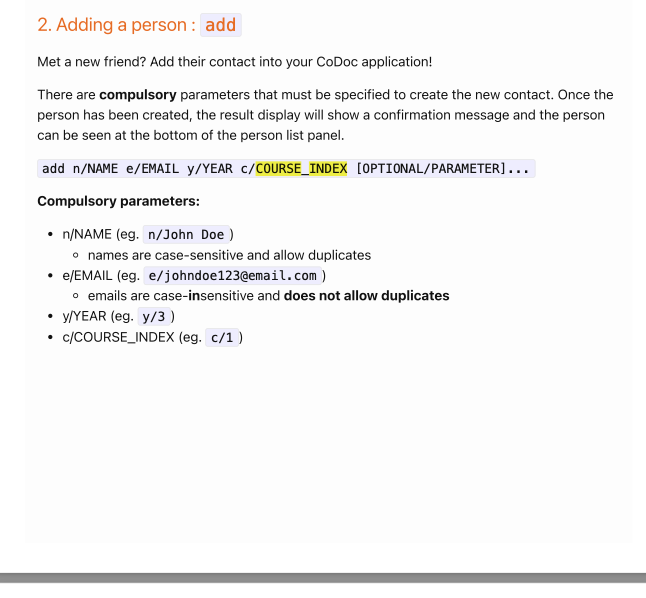 2. Adding a person : add
Met a new friend? Add their contact into your CoDoc application!
There are compulsory parameters that must be specified to create the new contact. Once the
person has been created, the result display will show a confirmation message and the person
can be seen at the bottom of the person list panel.
add n/NAME e/EMAIL y/YEAR c/COURSE_INDEX [OPTIONAL/PARAMETER]...
Compulsory parameters:
• n/NAME (eg. n/John Doe )
◦ names are case-sensitive and allow duplicates
• e/EMAIL (eg. e/johndoe123@email.com )
◦ emails are case-insensitive and does not allow duplicates
• y/YEAR (eg. y/3 )
• c/COURSE_INDEX (eg. c/1 )